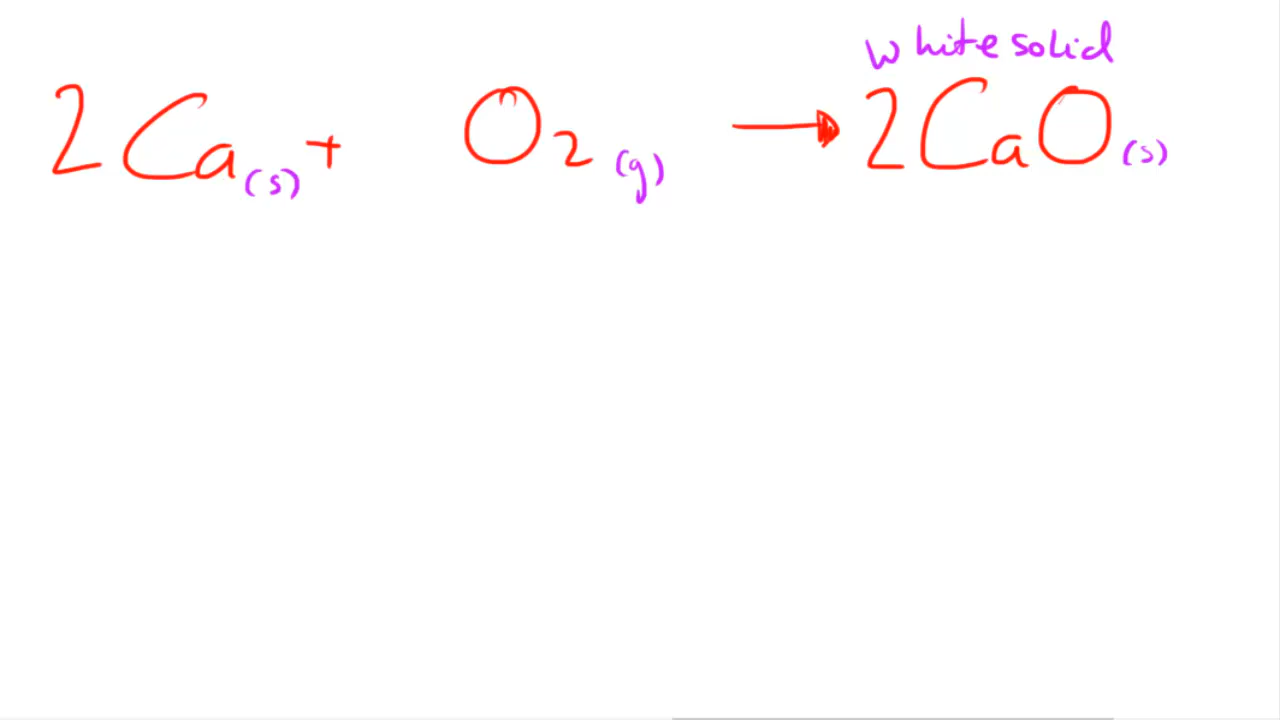 white solid
2Ca(s) + O2(g) → 2CaO(s)